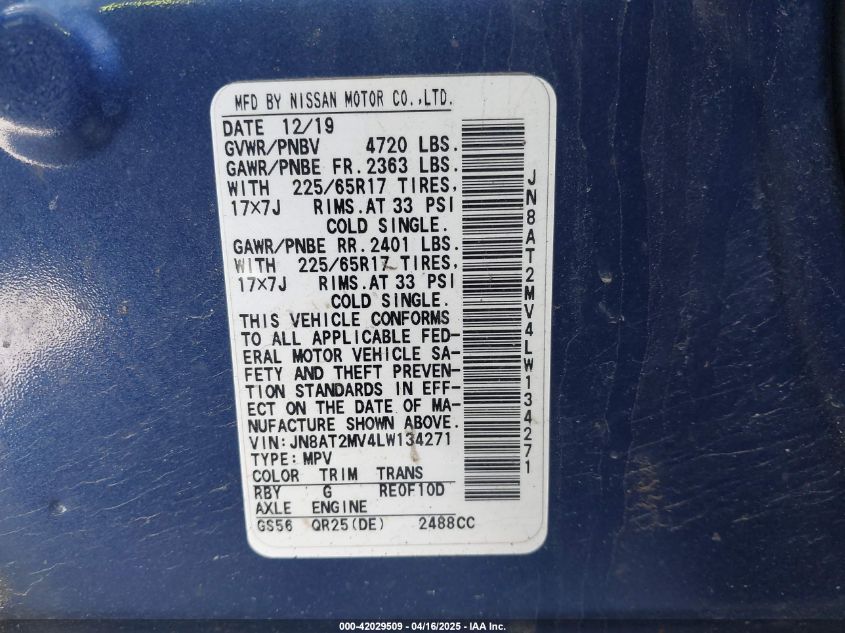 MFD BY NISSAN MOTOR CO.,LTD.
DATE 12/19
GVWR/PNBV 4720 LBS.
GAWR/PNBE FR. 2363 LBS.
WITH 225/65R17 TIRES,
17×7J RIMS.AT 33 PSI
COLD SINGLE.
GAWR/PNBE RR. 2401 LBS.
WITH 225/65R17 TIRES,
17×7J RIMS.AT 33 PSI
COLD SINGLE.
THIS VEHICLE CONFORMS
TO ALL APPLICABLE FED-
ERAL MOTOR VEHICLE SA-
FETY AND THEFT PREVEN-
TION STANDARDS IN EFF-
ECT ON THE DATE OF MA-
NUFACTURE SHOWN ABOVE.
VIN:JN8AT2MV4LW134271
TYPE:MPV
COLOR TRIM TRANS
RBY G RE0F10D
AXLE ENGINE
GS56 QR25(DE) 2488CC
JN8AT2MV4LW134271
000-42029509 - 04/16/2025 - IAA Inc.